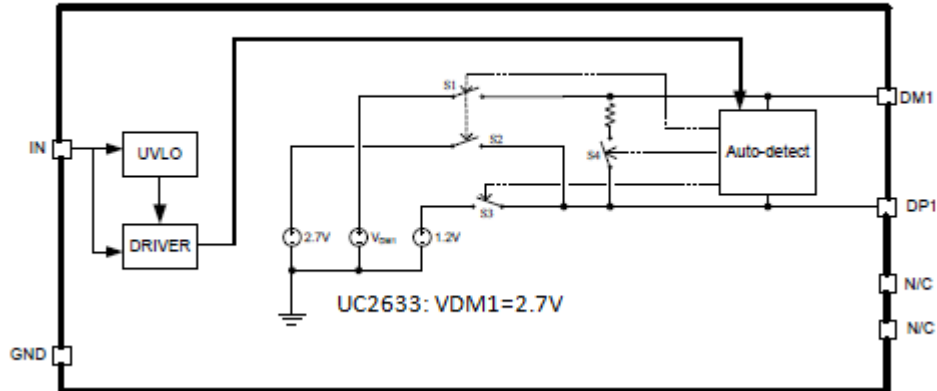 S1
DM1
IN
UVLO
S2
S4
Auto-detect
S3
DP1
DRIVER
2.7V
VDM1
1.2V
N/C
UC2633: VDM1=2.7V
N/C
GND